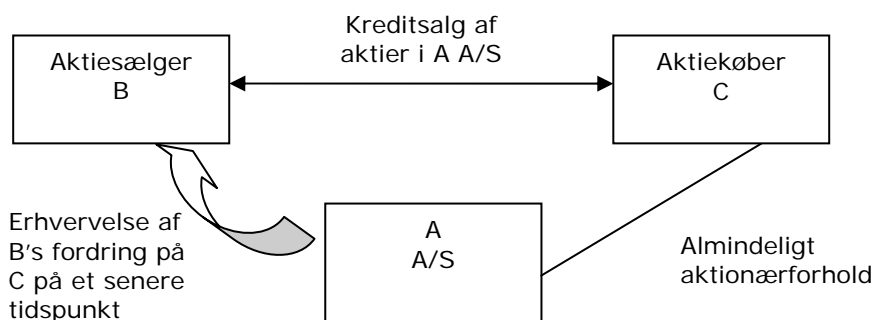 Kreditsalg af
aktier i A A/S
Aktiesælger
B
Aktiekøber
C
Erhvervelse af
B's fordring på
C på et senere
tidspunkt
A
A/S
Almindeligt
aktionærforhold